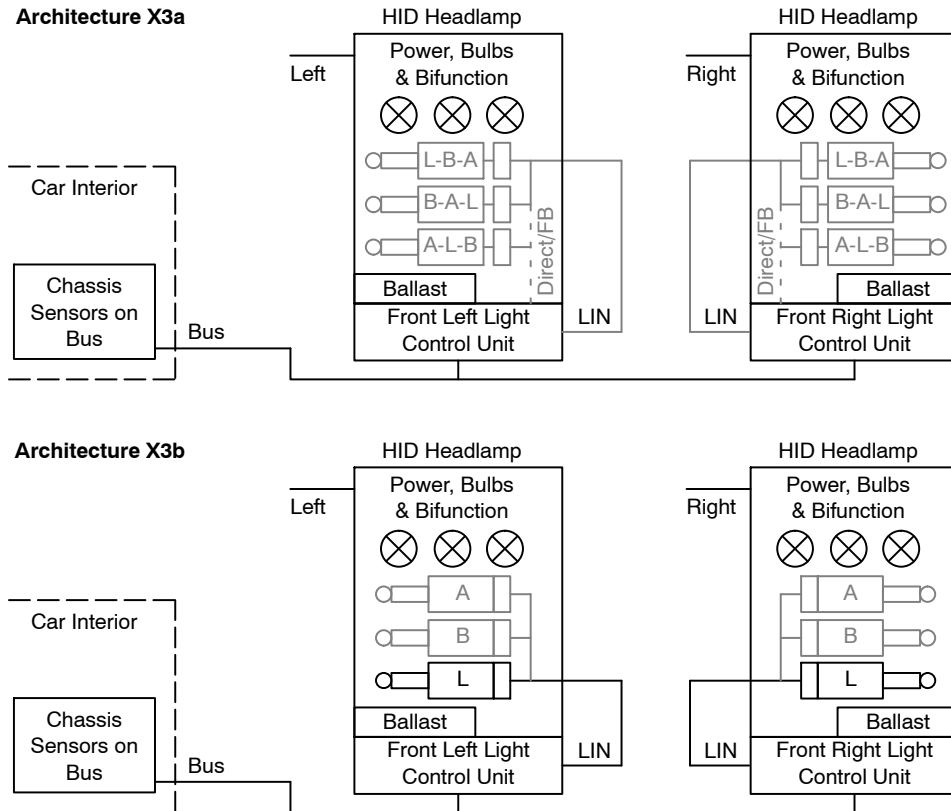 Architecture X3a
HID Headlamp
HID Headlamp
Left
Power, Bulbs
& Bifunction
Right
Power, Bulbs
& Bifunction
L-B-A
B-A-L
A-L-B
Direct/FB
L-B-A
B-A-L
A-L-B
Direct/FB
Car Interior
Chassis
Sensors on
Bus
Bus
Ballast
Front Left Light
Control Unit
LIN
LIN
Ballast
Front Right Light
Control Unit
Architecture X3b
HID Headlamp
HID Headlamp
Left
Power, Bulbs
& Bifunction
Right
Power, Bulbs
& Bifunction
A
B
L
A
B
L
Car Interior
Chassis
Sensors on
Bus
Bus
Ballast
Front Left Light
Control Unit
LIN
LIN
Ballast
Front Right Light
Control Unit